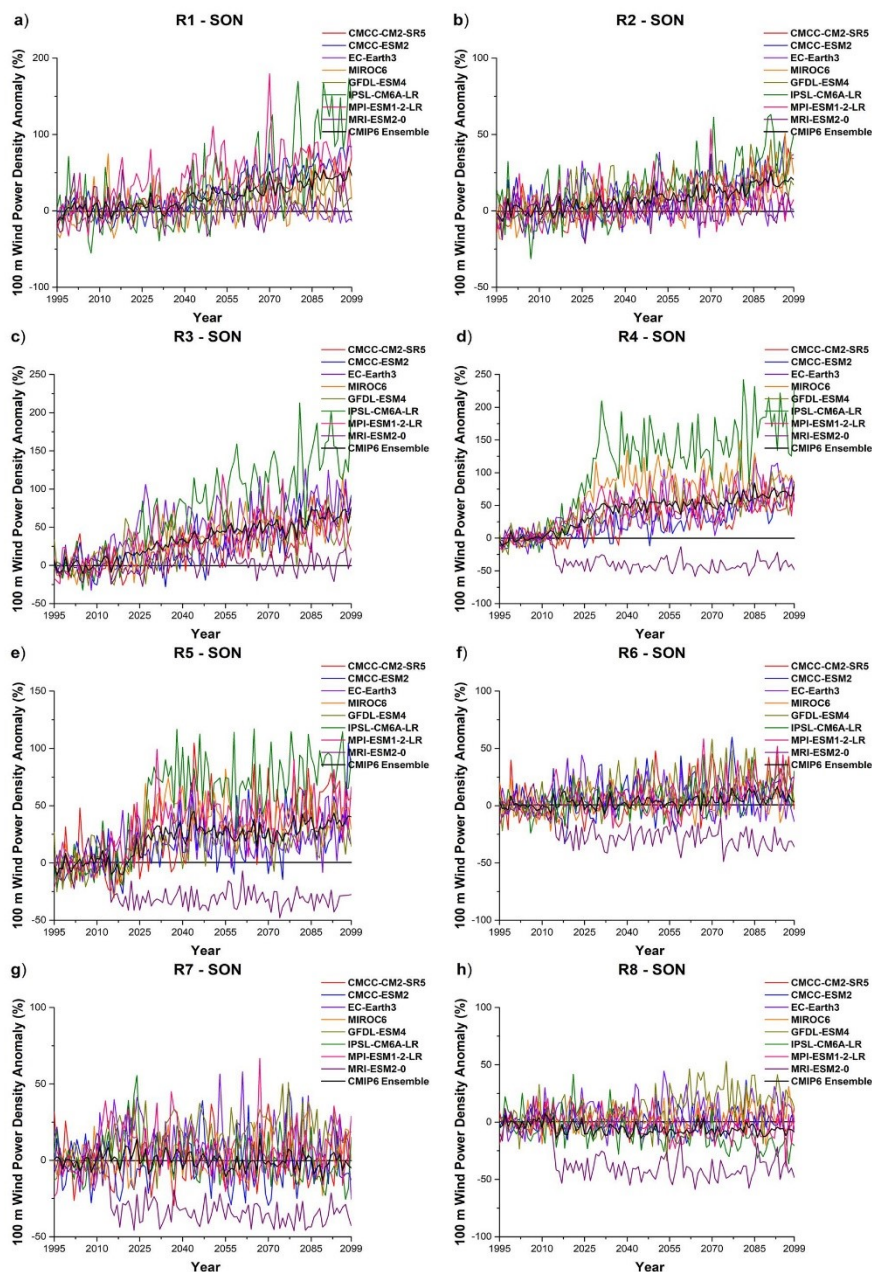 a) R1 - SON
CMCC-CM2-SR5
CMCC-ESM2
EC-Earth3
MIROC6
GFDL-ESM4
IPSL-CM6A-LR
MPI-ESM1-2-LR
MRI-ESM2-0
CMIP6 Ensemble
100 m Wind Power Density Anomaly (%)
200
100
0
-100
1995 2010 2025 2040 2055 2070 2085 2099
Year
b) R2 - SON
CMCC-CM2-SR5
CMCC-ESM2
EC-Earth3
MIROC6
GFDL-ESM4
IPSL-CM6A-LR
MPI-ESM1-2-LR
MRI-ESM2-0
CMIP6 Ensemble
100 m Wind Power Density Anomaly (%)
100
50
0
-50
1995 2010 2025 2040 2055 2070 2085 2099
Year
c) R3 - SON
CMCC-CM2-SR5
CMCC-ESM2
EC-Earth3
MIROC6
GFDL-ESM4
IPSL-CM6A-LR
MPI-ESM1-2-LR
MRI-ESM2-0
CMIP6 Ensemble
100 m Wind Power Density Anomaly (%)
250
200
150
100
50
0
-50
1995 2010 2025 2040 2055 2070 2085 2099
Year
d) R4 - SON
CMCC-CM2-SR5
CMCC-ESM2
EC-Earth3
MIROC6
GFDL-ESM4
IPSL-CM6A-LR
MPI-ESM1-2-LR
MRI-ESM2-0
CMIP6 Ensemble
100 m Wind Power Density Anomaly (%)
250
200
150
100
50
0
-50
-100
1995 2010 2025 2040 2055 2070 2085 2099
Year
e) R5 - SON
CMCC-CM2-SR5
CMCC-ESM2
EC-Earth3
MIROC6
GFDL-ESM4
IPSL-CM6A-LR
MPI-ESM1-2-LR
MRI-ESM2-0
CMIP6 Ensemble
100 m Wind Power Density Anomaly (%)
150
100
50
0
-50
1995 2010 2025 2040 2055 2070 2085 2099
Year
f) R6 - SON
CMCC-CM2-SR5
CMCC-ESM2
EC-Earth3
MIROC6
GFDL-ESM4
IPSL-CM6A-LR
MPI-ESM1-2-LR
MRI-ESM2-0
CMIP6 Ensemble
100 m Wind Power Density Anomaly (%)
100
50
0
-50
-100
1995 2010 2025 2040 2055 2070 2085 2099
Year
g) R7 - SON
CMCC-CM2-SR5
CMCC-ESM2
EC-Earth3
MIROC6
GFDL-ESM4
IPSL-CM6A-LR
MPI-ESM1-2-LR
MRI-ESM2-0
CMIP6 Ensemble
100 m Wind Power Density Anomaly (%)
100
50
0
-50
1995 2010 2025 2040 2055 2070 2085 2099
Year
h) R8 - SON
CMCC-CM2-SR5
CMCC-ESM2
EC-Earth3
MIROC6
GFDL-ESM4
IPSL-CM6A-LR
MPI-ESM1-2-LR
MRI-ESM2-0
CMIP6 Ensemble
100 m Wind Power Density Anomaly (%)
100
50
0
-50
-100
1995 2010 2025 2040 2055 2070 2085 2099
Year